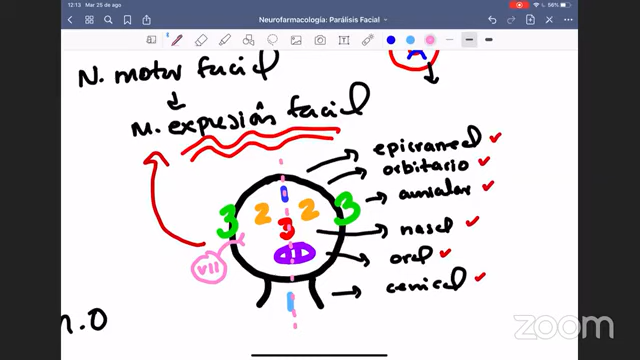 12:13 Mar 25 de ago
56%
Neurofarmacología: Parálisis Facial
N. motor facial
A
M. expresión facial
epicraneal
orbitario
auricular
nasal
oral
cervical
3 2 2 3
3
VII
n.O
zoom